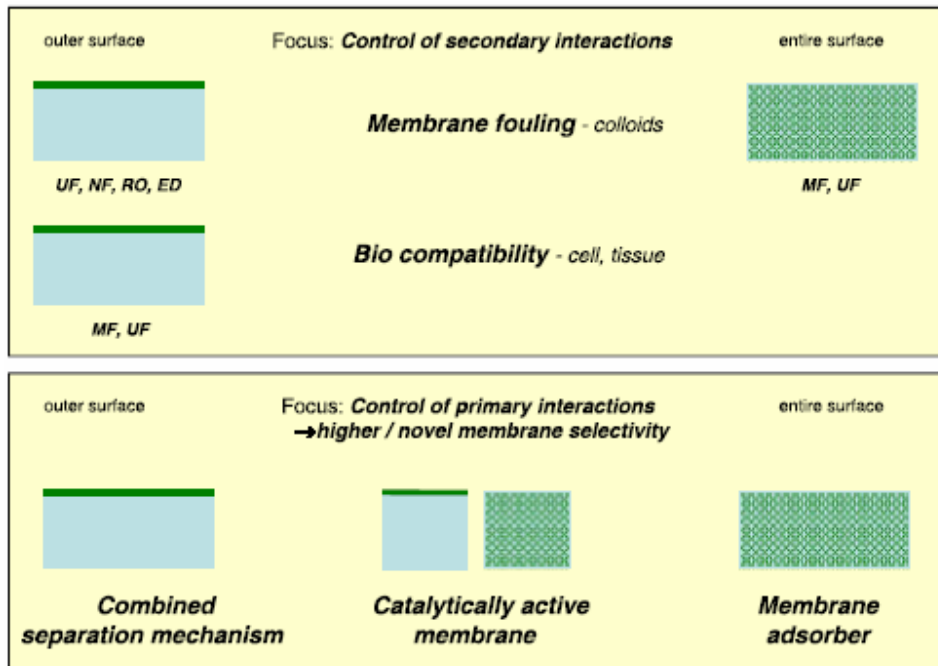 outer surface
Focus: Control of secondary interactions
entire surface
Membrane fouling - colloids
UF, NF, RO, ED
MF, UF
Bio compatibility - cell, tissue
MF, UF
outer surface
Focus: Control of primary interactions
entire surface
→higher / novel membrane selectivity
Combined
separation mechanism
Catalytically active
membrane
Membrane
adsorber